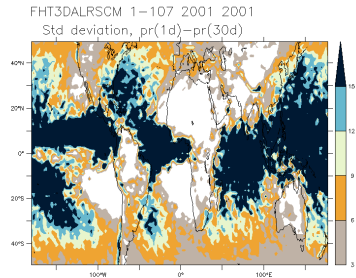 FHT3DALRSCM 1-107 2001 2001
Std deviation, pr(1d)-pr(30d)
40°N
20°N
0°
20°S
40°S
100°W
0°
100°E
15
12
9
6
3